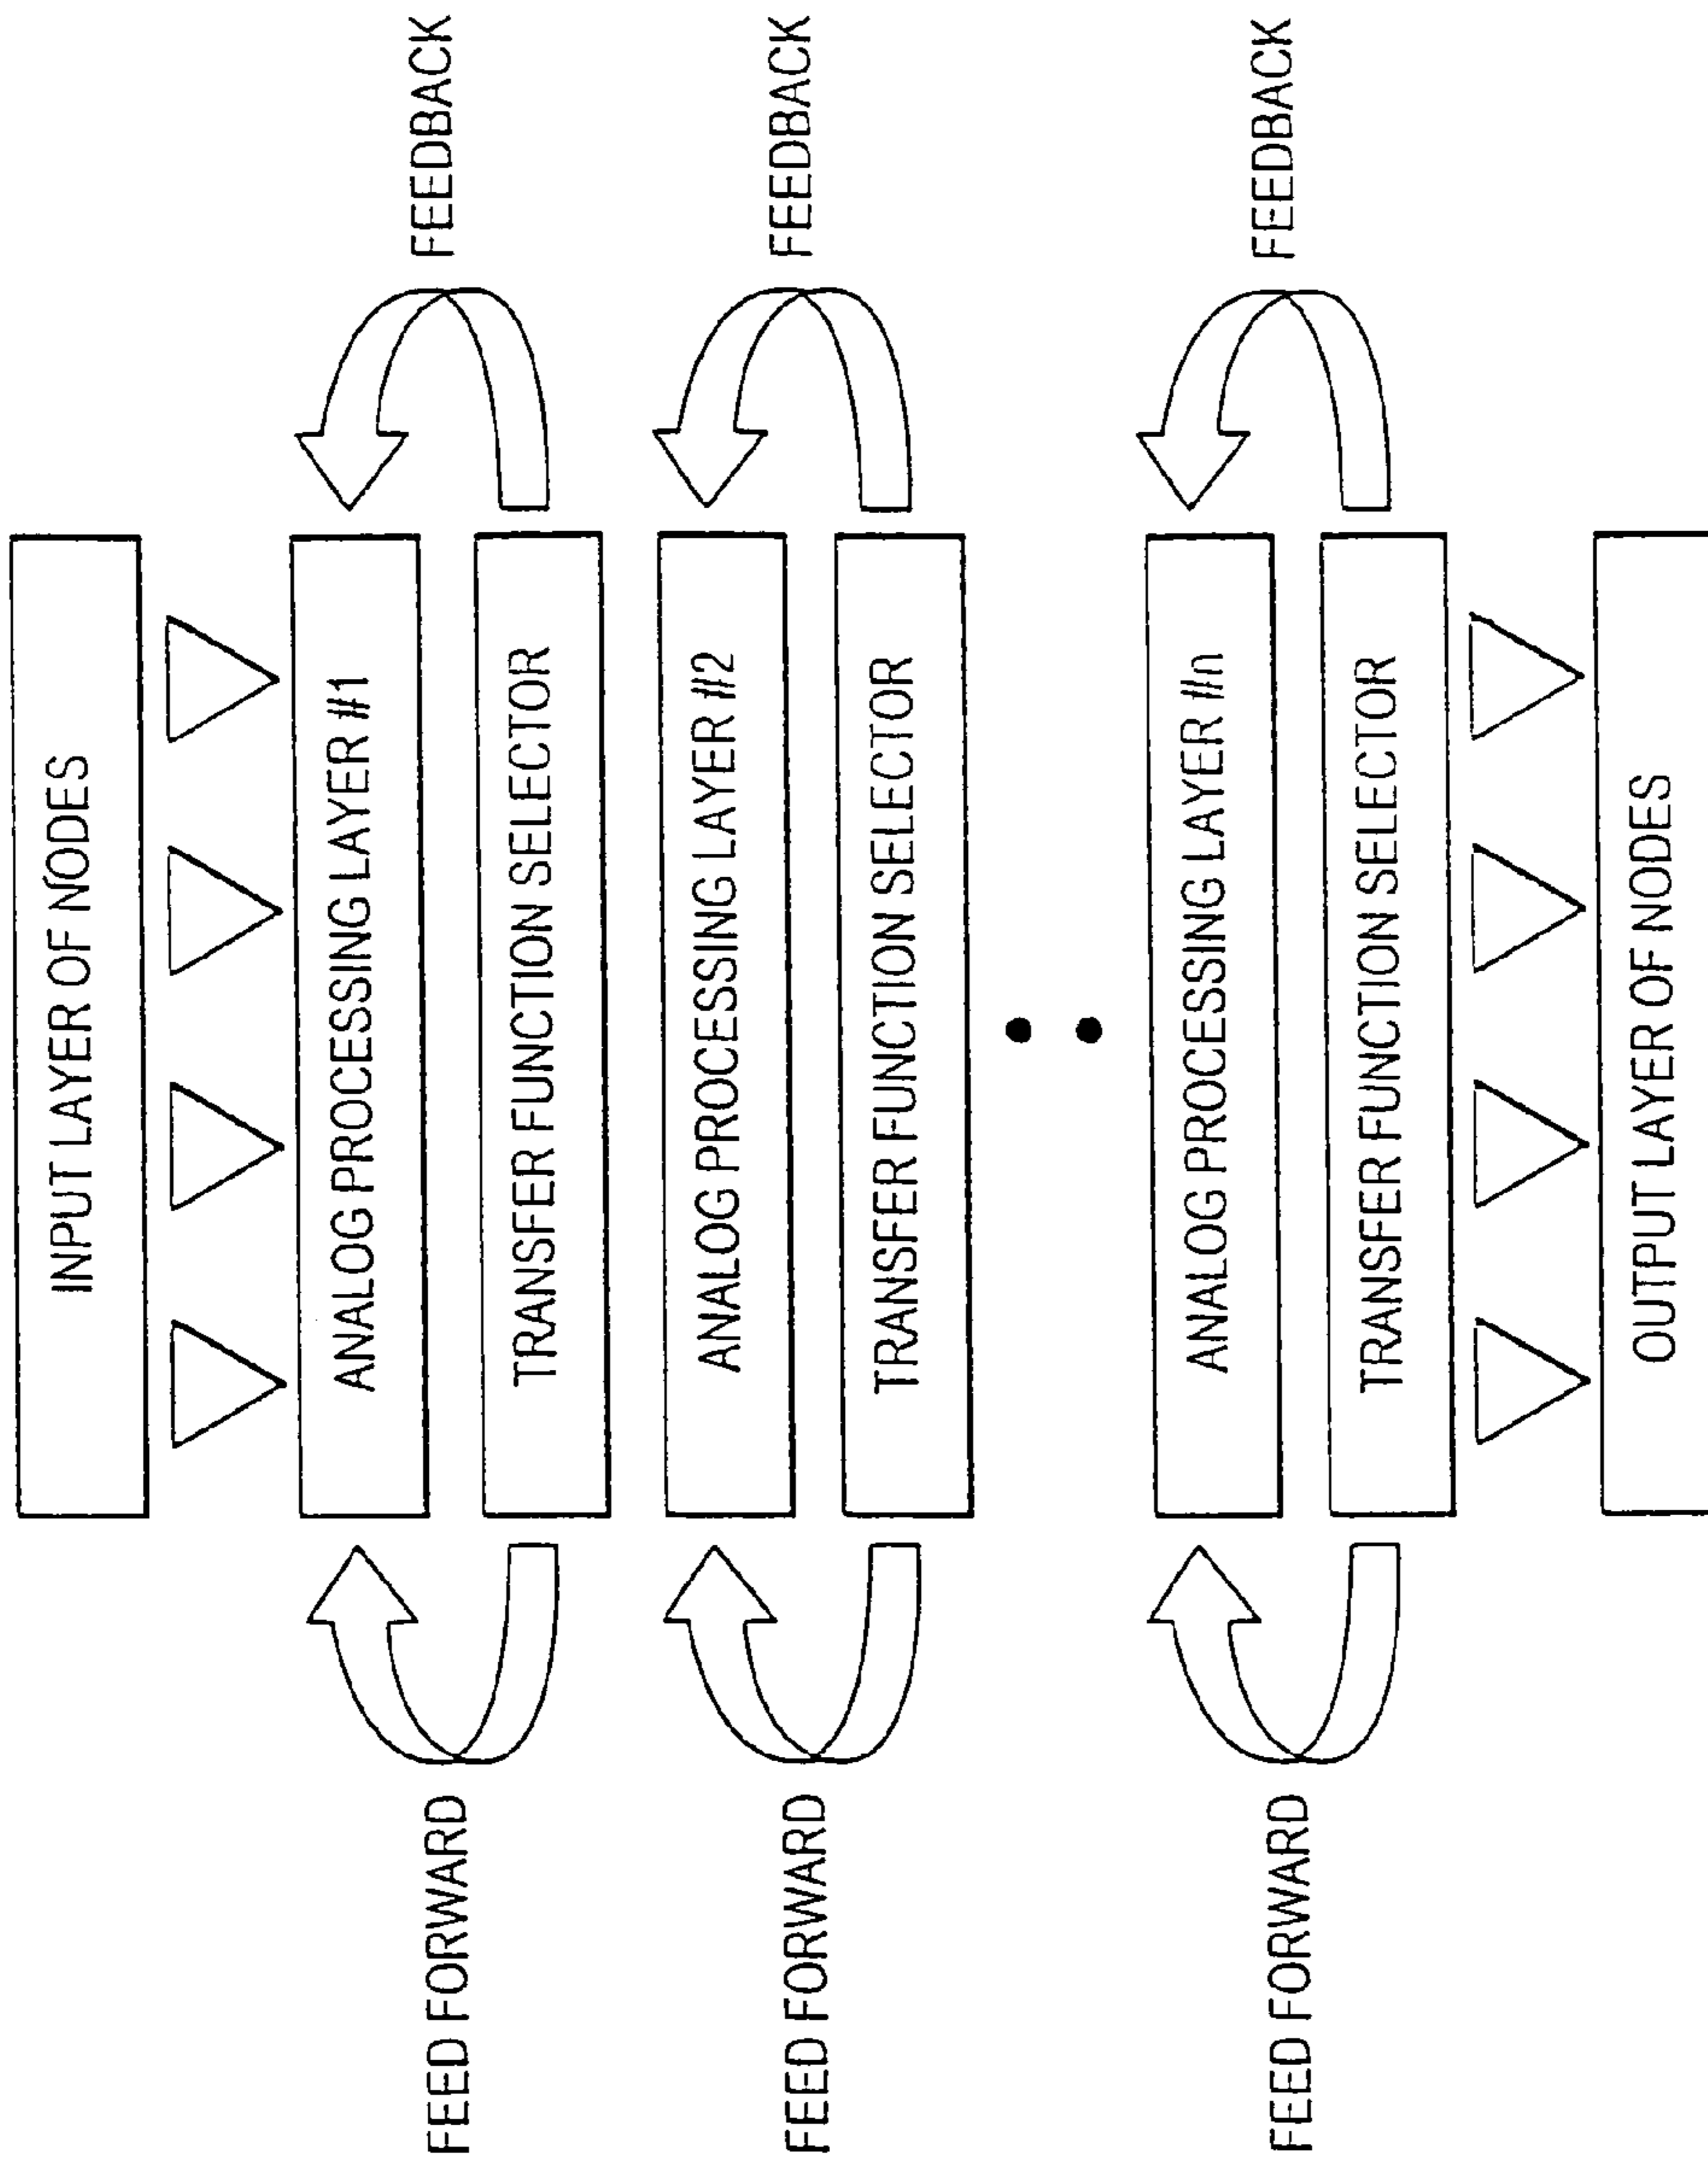 INPUT LAYER OF NODES
ANALOG PROCESSING LAYER #1
FEED FORWARD
FEEDBACK
TRANSFER FUNCTION SELECTOR
ANALOG PROCESSING LAYER #2
FEED FORWARD
FEEDBACK
TRANSFER FUNCTION SELECTOR
ANALOG PROCESSING LAYER #n
FEED FORWARD
FEEDBACK
TRANSFER FUNCTION SELECTOR
OUTPUT LAYER OF NODES